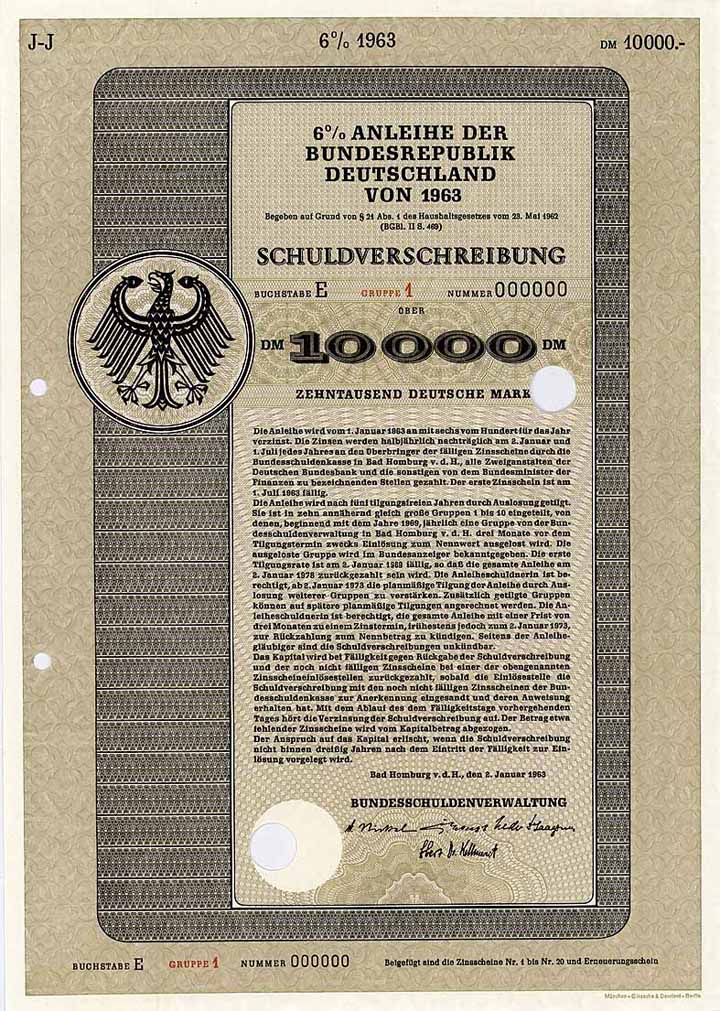 J-J 6% 1963 DM 10000.-
6% ANLEIHE DER
BUNDESREPUBLIK
DEUTSCHLAND
VON 1963
Begeben auf Grund von § 21 Abs. 1 des Haushaltsgesetzes vom 23. Mai 1962
(BGBl. II S. 469)
SCHULDVERSCHREIBUNG
BUCHSTABE E GRUPPE 1 NUMMER 000000
ÜBER
DM 10000 DM
ZEHNTAUSEND DEUTSCHE MARK
Die Anleihe wird vom 1. Januar 1963 an mit sechs vom Hundert für das Jahr
verzinst. Die Zinsen werden halbjährlich nachträglich am 2. Januar und
1. Juli jedes Jahres an den Überbringer der fälligen Zinsscheine durch die
Bundesschuldenkasse in Bad Homburg v. d. H., alle Zweiganstalten der
Deutschen Bundesbank und die sonstigen von dem Bundesminister der
Finanzen zu bezeichnenden Stellen gezahlt. Der erste Zinsschein ist am
1. Juli 1963 fällig.
Die Anleihe wird nach fünf tilgungsfreien Jahren durch Auslosung getilgt.
Sie ist in zehn annähernd gleich große Gruppen 1 bis 10 eingeteilt, von
denen, beginnend mit dem Jahre 1969, jährlich eine Gruppe von der Bun-
desschuldenverwaltung in Bad Homburg v. d. H. drei Monate vor dem
Tilgungstermin zwecks Einlösung zum Nennwert ausgelost wird. Die
ausgeloste Gruppe wird im Bundesanzeiger bekanntgegeben. Die erste
Tilgungsrate ist am 2. Januar 1969 fällig, so daß die gesamte Anleihe am
2. Januar 1978 zurückgezahlt sein wird. Die Anleiheschuldnerin ist be-
rechtigt, ab 2. Januar 1973 die planmäßige Tilgung der Anleihe durch Aus-
losung weiterer Gruppen zu verstärken. Zusätzlich getilgte Gruppen
können auf spätere planmäßige Tilgungen angerechnet werden. Die An-
leiheschuldnerin ist berechtigt, die gesamte Anleihe mit einer Frist von
drei Monaten zu einem Zinstermin, frühestens jedoch zum 2. Januar 1973,
zur Rückzahlung zum Nennbetrag zu kündigen. Seitens der Anleihe-
gläubiger sind die Schuldverschreibungen unkündbar.
Das Kapital wird bei Fälligkeit gegen Rückgabe der Schuldverschreibung
und der noch nicht fälligen Zinsscheine bei einer der obengenannten
Zinsscheineinlösestellen zurückgezahlt, sobald die Einlösestelle die
Schuldverschreibung mit den noch nicht fälligen Zinsscheinen der Bun-
desschuldenkasse zur Anerkennung eingesandt und deren Anweisung
erhalten hat. Mit dem Ablauf des dem Fälligkeitstage vorhergehenden
Tages hört die Verzinsung der Schuldverschreibung auf. Der Betrag etwa
fehlender Zinsscheine wird vom Kapitalbetrag abgezogen.
Der Anspruch auf das Kapital erlischt, wenn die Schuldverschreibung
nicht binnen dreißig Jahren nach dem Eintritt der Fälligkeit zur Ein-
lösung vorgelegt wird.
Bad Homburg v. d. H., den 2. Januar 1963
BUNDESSCHULDENVERWALTUNG
BUCHSTABE E GRUPPE 1 NUMMER 000000 Beigefügt sind die Zinsscheine Nr. 1 bis Nr. 20 und Erneuerungsschein
München · Giesecke & Devrient · Berlin